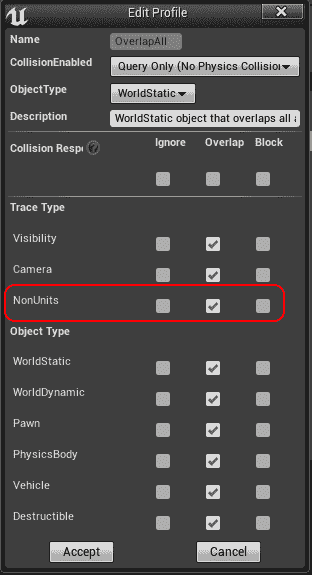 Edit Profile
Name OverlapAll
CollisionEnabled Query Only (No Physics Collision
ObjectType WorldStatic
Description WorldStatic object that overlaps all a
Collision Respo ? Ignore Overlap Block
Trace Type
Visibility
Camera
NonUnits
Object Type
WorldStatic
WorldDynamic
Pawn
PhysicsBody
Vehicle
Destructible
Accept Cancel